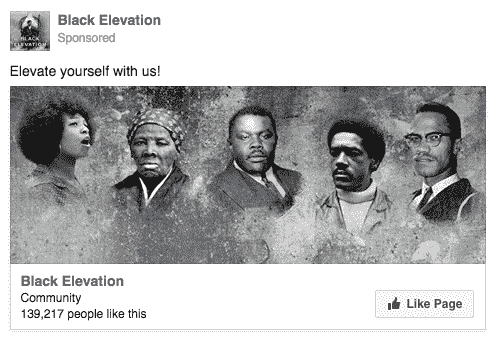 BLACK
ELEVATION
Black Elevation
Sponsored
Elevate yourself with us!
Black Elevation
Community
139,217 people like this
Like Page